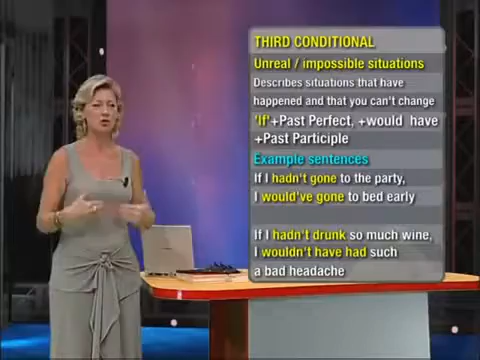 THIRD CONDITIONAL
Unreal / impossible situations
Describes situations that have
happened and that you can't change
'If'+Past Perfect, +would have
+Past Participle
Example sentences
If I hadn't gone to the party,
I would've gone to bed early
If I hadn't drunk so much wine,
I wouldn't have had such
a bad headache